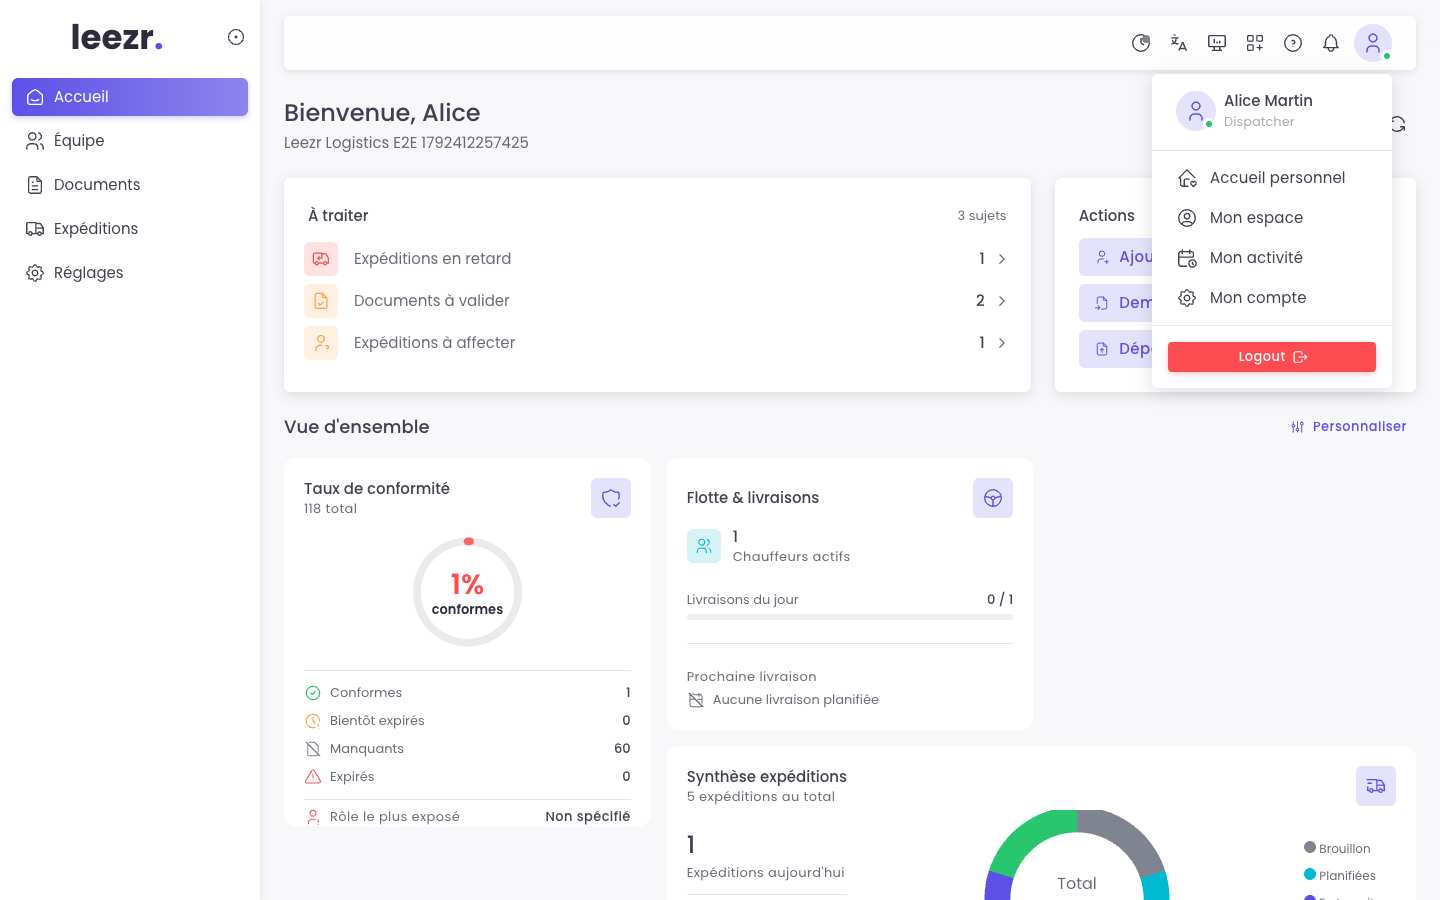 leezr.
Accueil
Équipe
Documents
Expéditions
Réglages
Bienvenue, Alice
Leezr Logistics E2E 1792412257425
Alice Martin
Dispatcher
Accueil personnel
Mon espace
Mon activité
Mon compte
Logout
À traiter
3 sujets
Expéditions en retard
1
Documents à valider
2
Expéditions à affecter
1
Actions
Vue d'ensemble
Personnaliser
Taux de conformité
118 total
1%
conformes
Conformes
1
Bientôt expirés
0
Manquants
60
Expirés
0
Rôle le plus exposé
Non spécifié
Flotte & livraisons
1
Chauffeurs actifs
Livraisons du jour
0 / 1
Prochaine livraison
Aucune livraison planifiée
Synthèse expéditions
5 expéditions au total
1
Expéditions aujourd'hui
Total
Brouillon
Planifiées